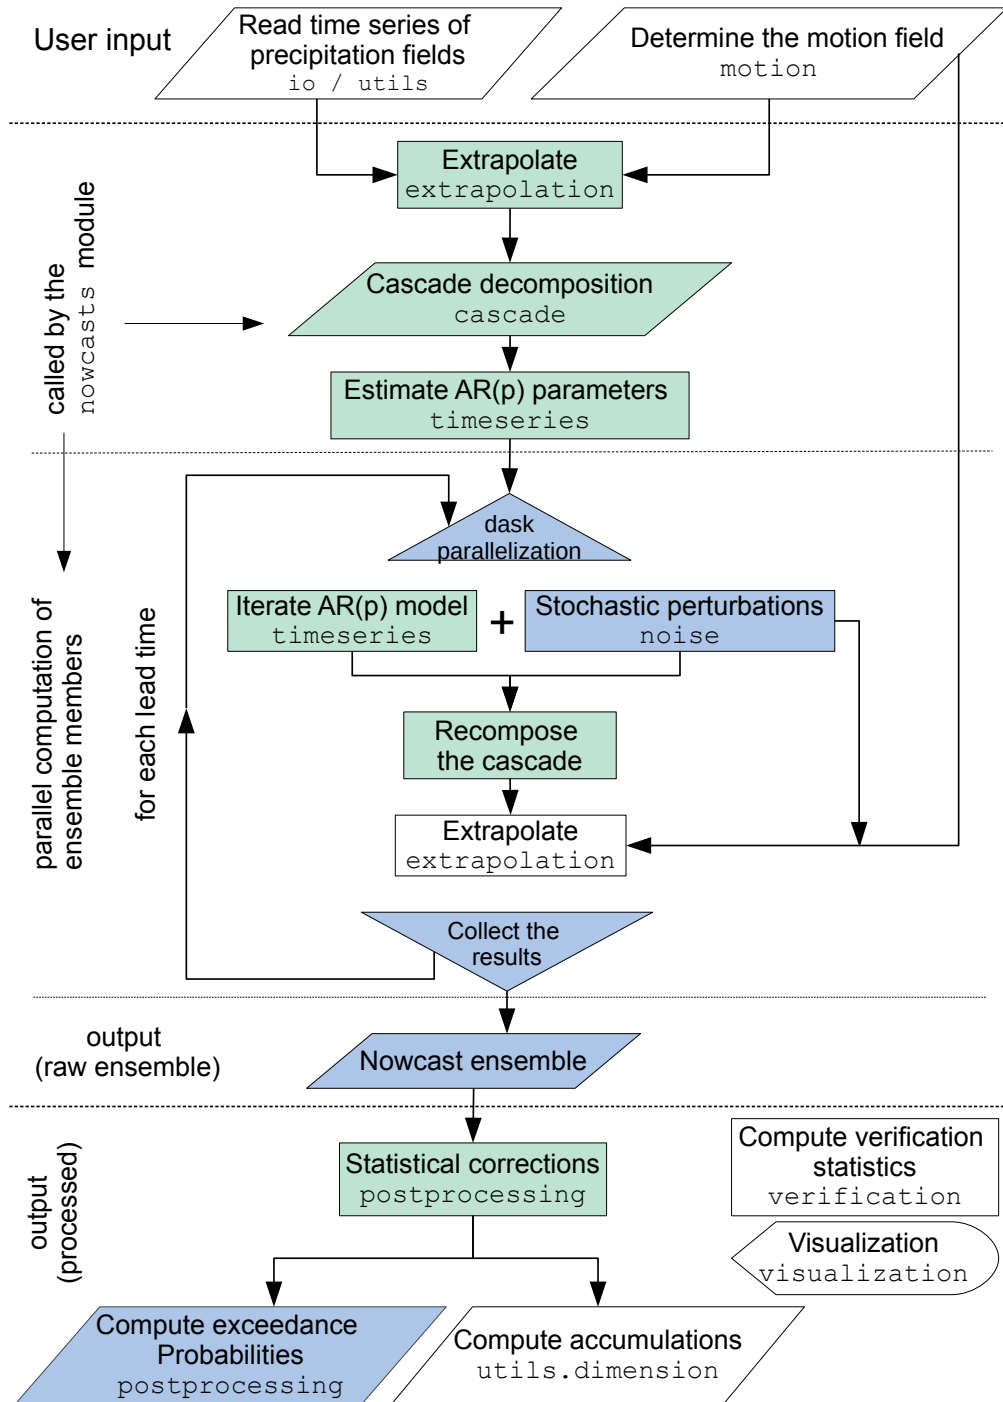 User input
Read time series of
precipitation fields
io / utils
Determine the motion field
motion
Extrapolate
extrapolation
called by the
nowcasts module
Cascade decomposition
cascade
Estimate AR(p) parameters
timeseries
dask
parallelization
parallel computation of
ensemble members
for each lead time
Iterate AR(p) model
timeseries
+
Stochastic perturbations
noise
Recompose
the cascade
Extrapolate
extrapolation
Collect the
results
output
(raw ensemble)
Nowcast ensemble
output
(processed)
Statistical corrections
postprocessing
Compute verification
statistics
verification
Visualization
visualization
Compute exceedance
Probabilities
postprocessing
Compute accumulations
utils.dimension